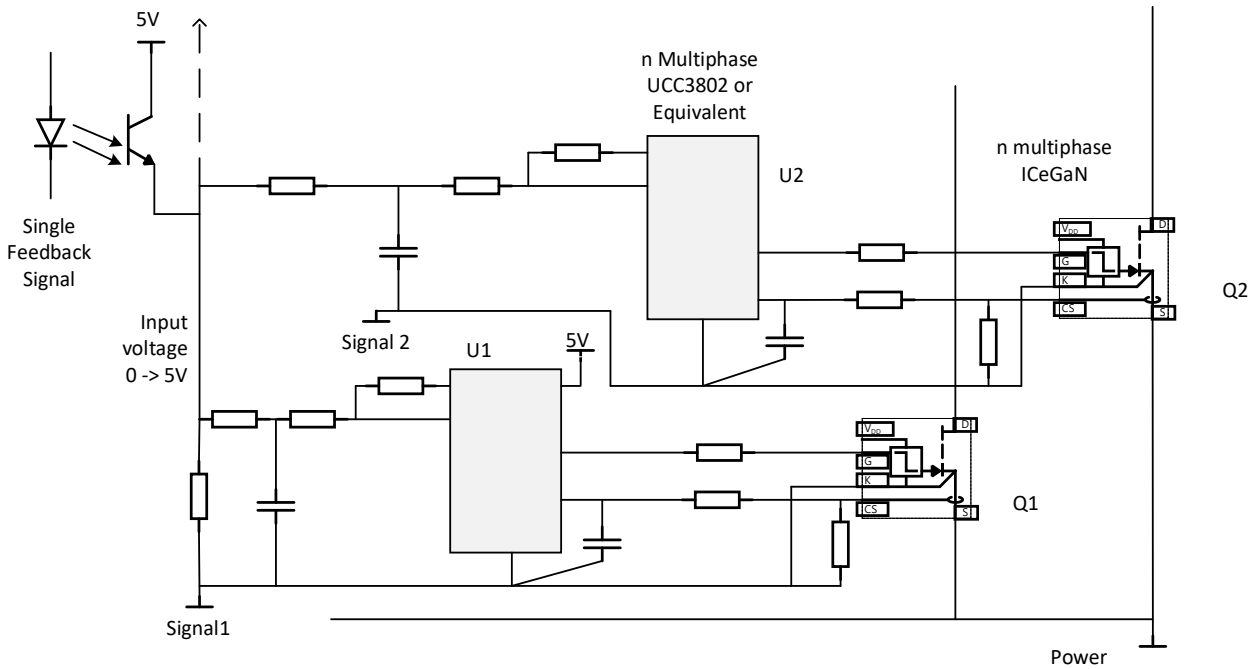 5V
n Multiphase
UCC3802 or
Equivalent
U2
n multiphase
ICeGaN
Single
Feedback
Signal
VDD
D
G
K
CS
S
Q2
Input
voltage
0 -> 5V
Signal 2
U1
5V
VDD
D
G
K
CS
S
Q1
Signal1
Power